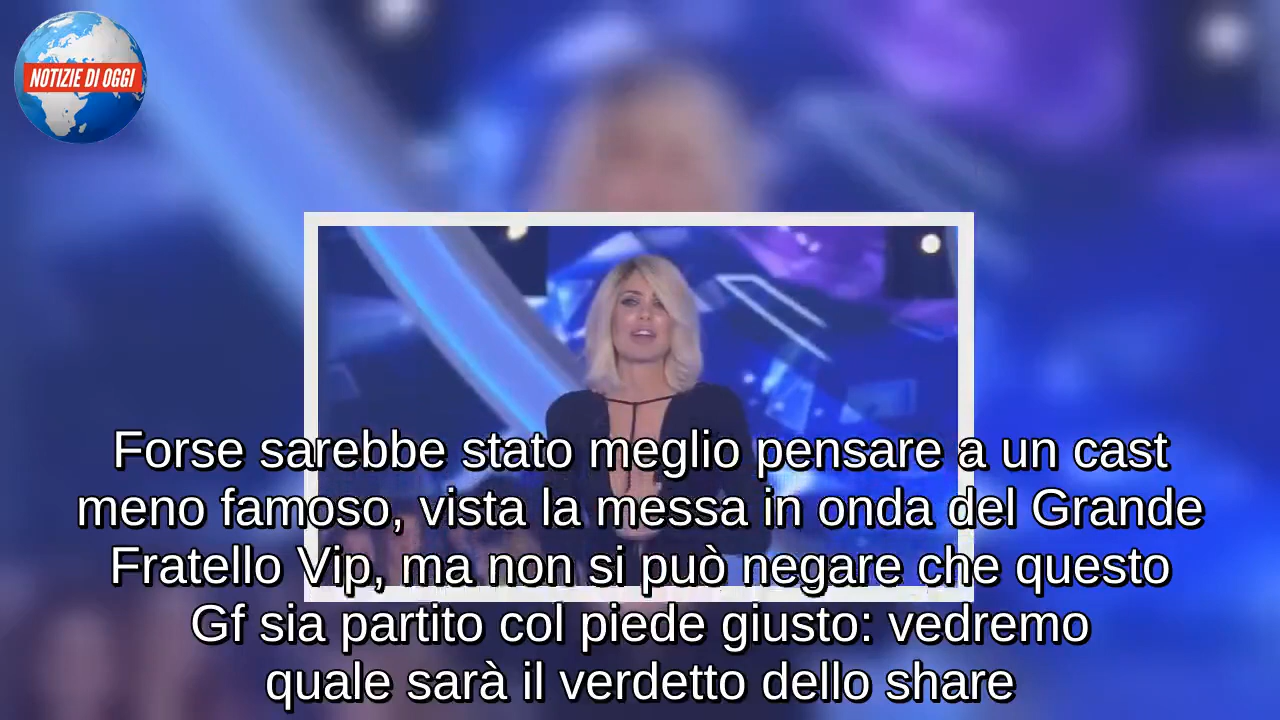 NOTIZIE DI OGGI
Forse sarebbe stato meglio pensare a un cast
meno famoso, vista la messa in onda del Grande
Fratello Vip, ma non si può negare che questo
Gf sia partito col piede giusto: vedremo
quale sarà il verdetto dello share